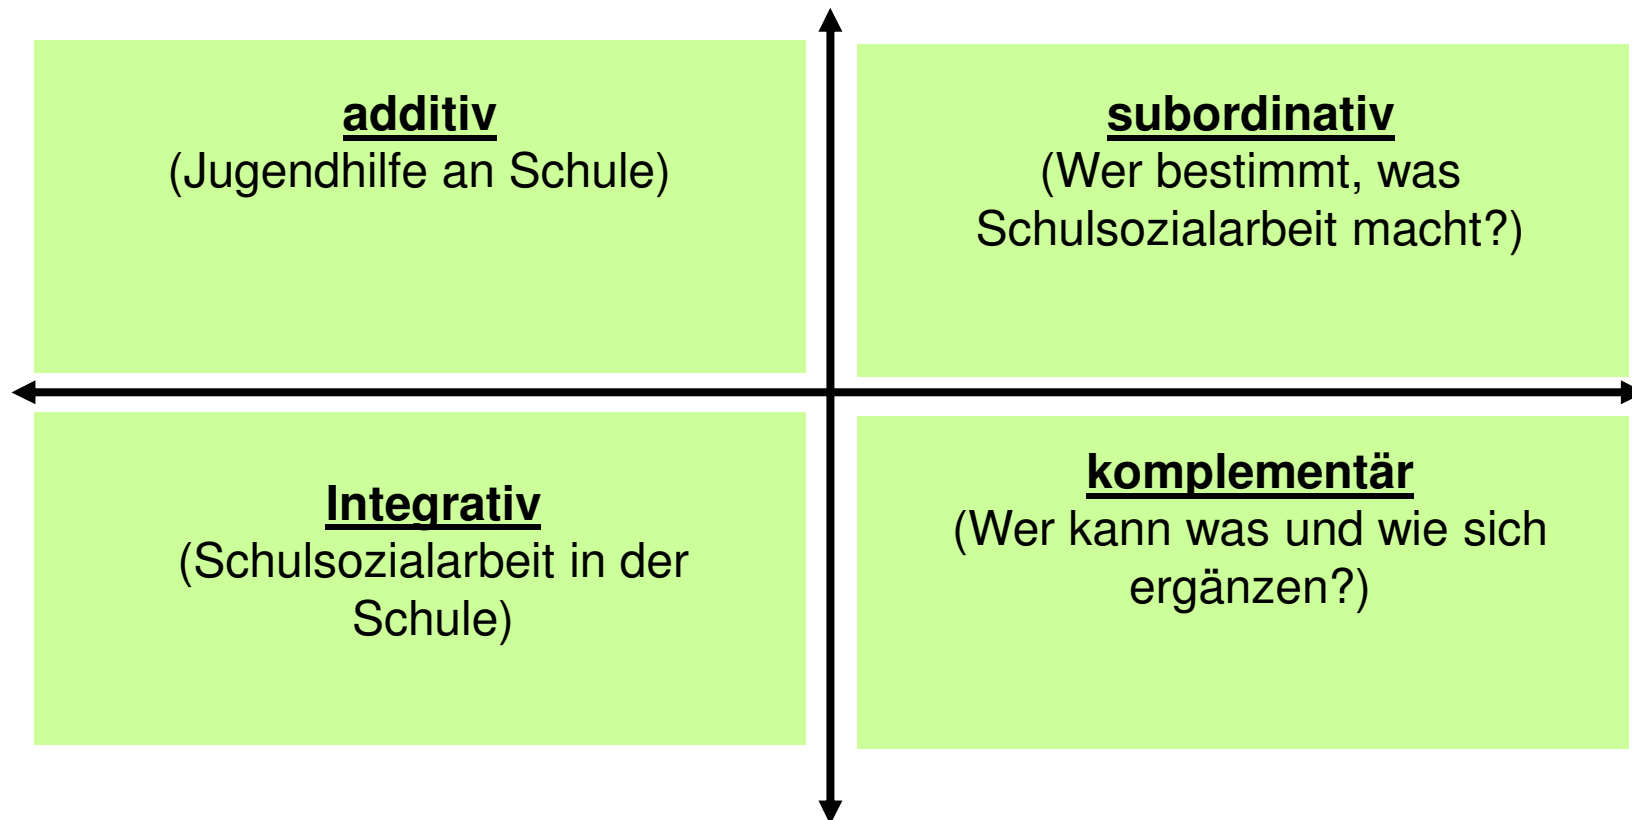 additiv
(Jugendhilfe an Schule)
subordinativ
(Wer bestimmt, was
Schulsozialarbeit macht?)
Integrativ
(Schulsozialarbeit in der
Schule)
komplementär
(Wer kann was und wie sich
ergänzen?)